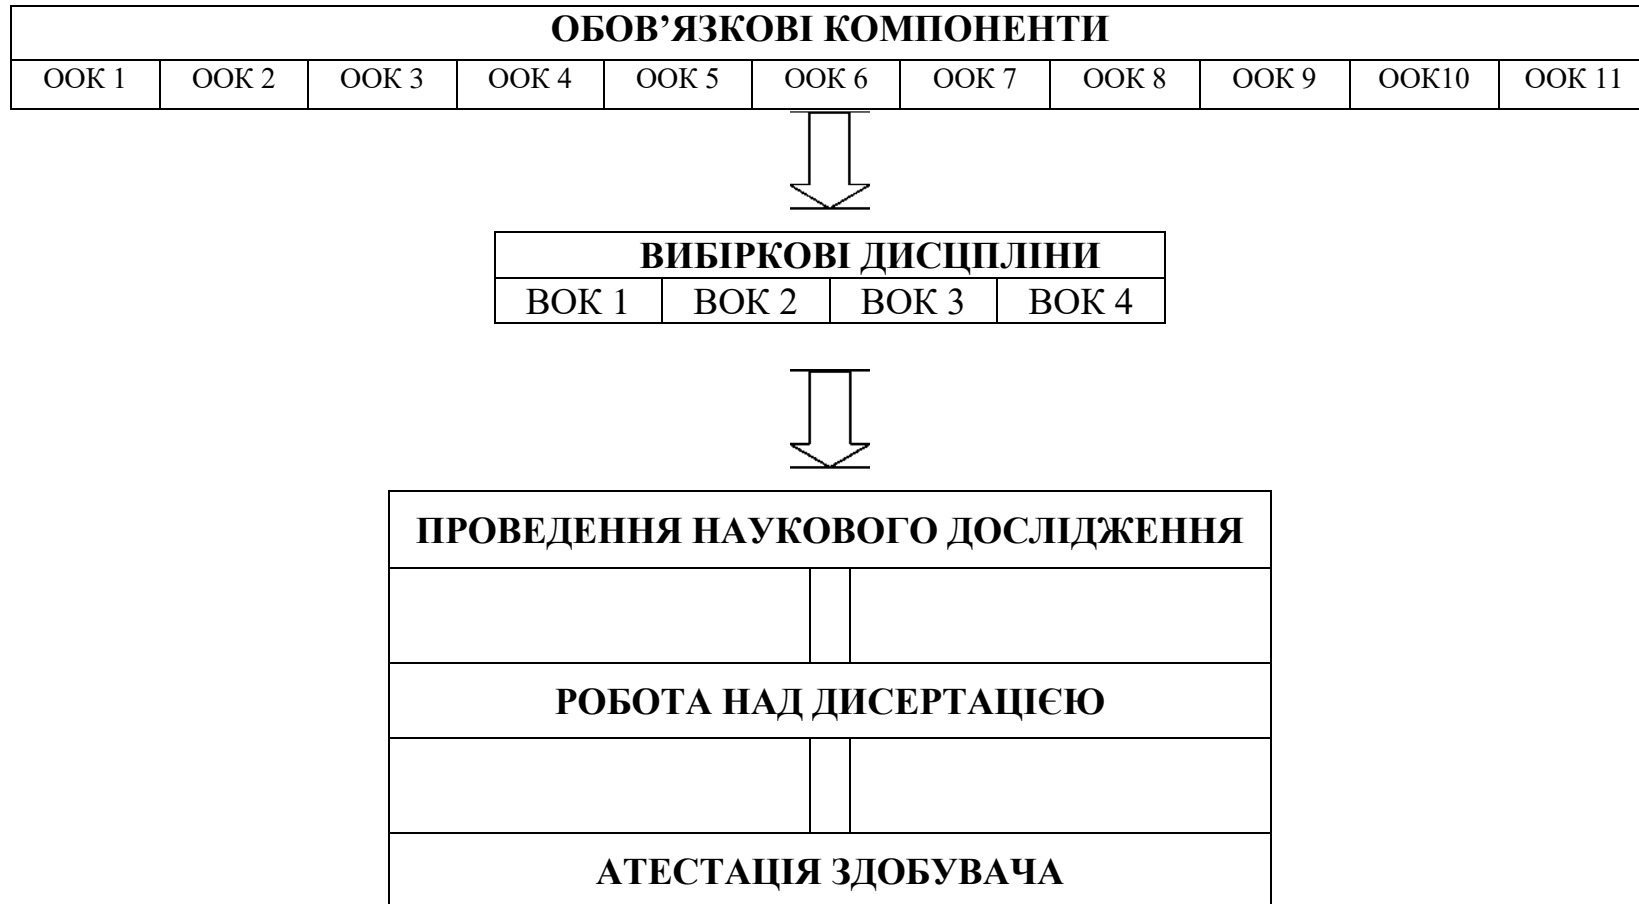 ОБОВ’ЯЗКОВІ КОМПОНЕНТИ
ООК 1 ООК 2 ООК 3 ООК 4 ООК 5 ООК 6 ООК 7 ООК 8 ООК 9 ООК10 ООК 11
ВИБІРКОВІ ДИСЦПЛІНИ
ВОК 1 ВОК 2 ВОК 3 ВОК 4
ПРОВЕДЕННЯ НАУКОВОГО ДОСЛІДЖЕННЯ
РОБОТА НАД ДИСЕРТАЦІЄЮ
АТЕСТАЦІЯ ЗДОБУВАЧА